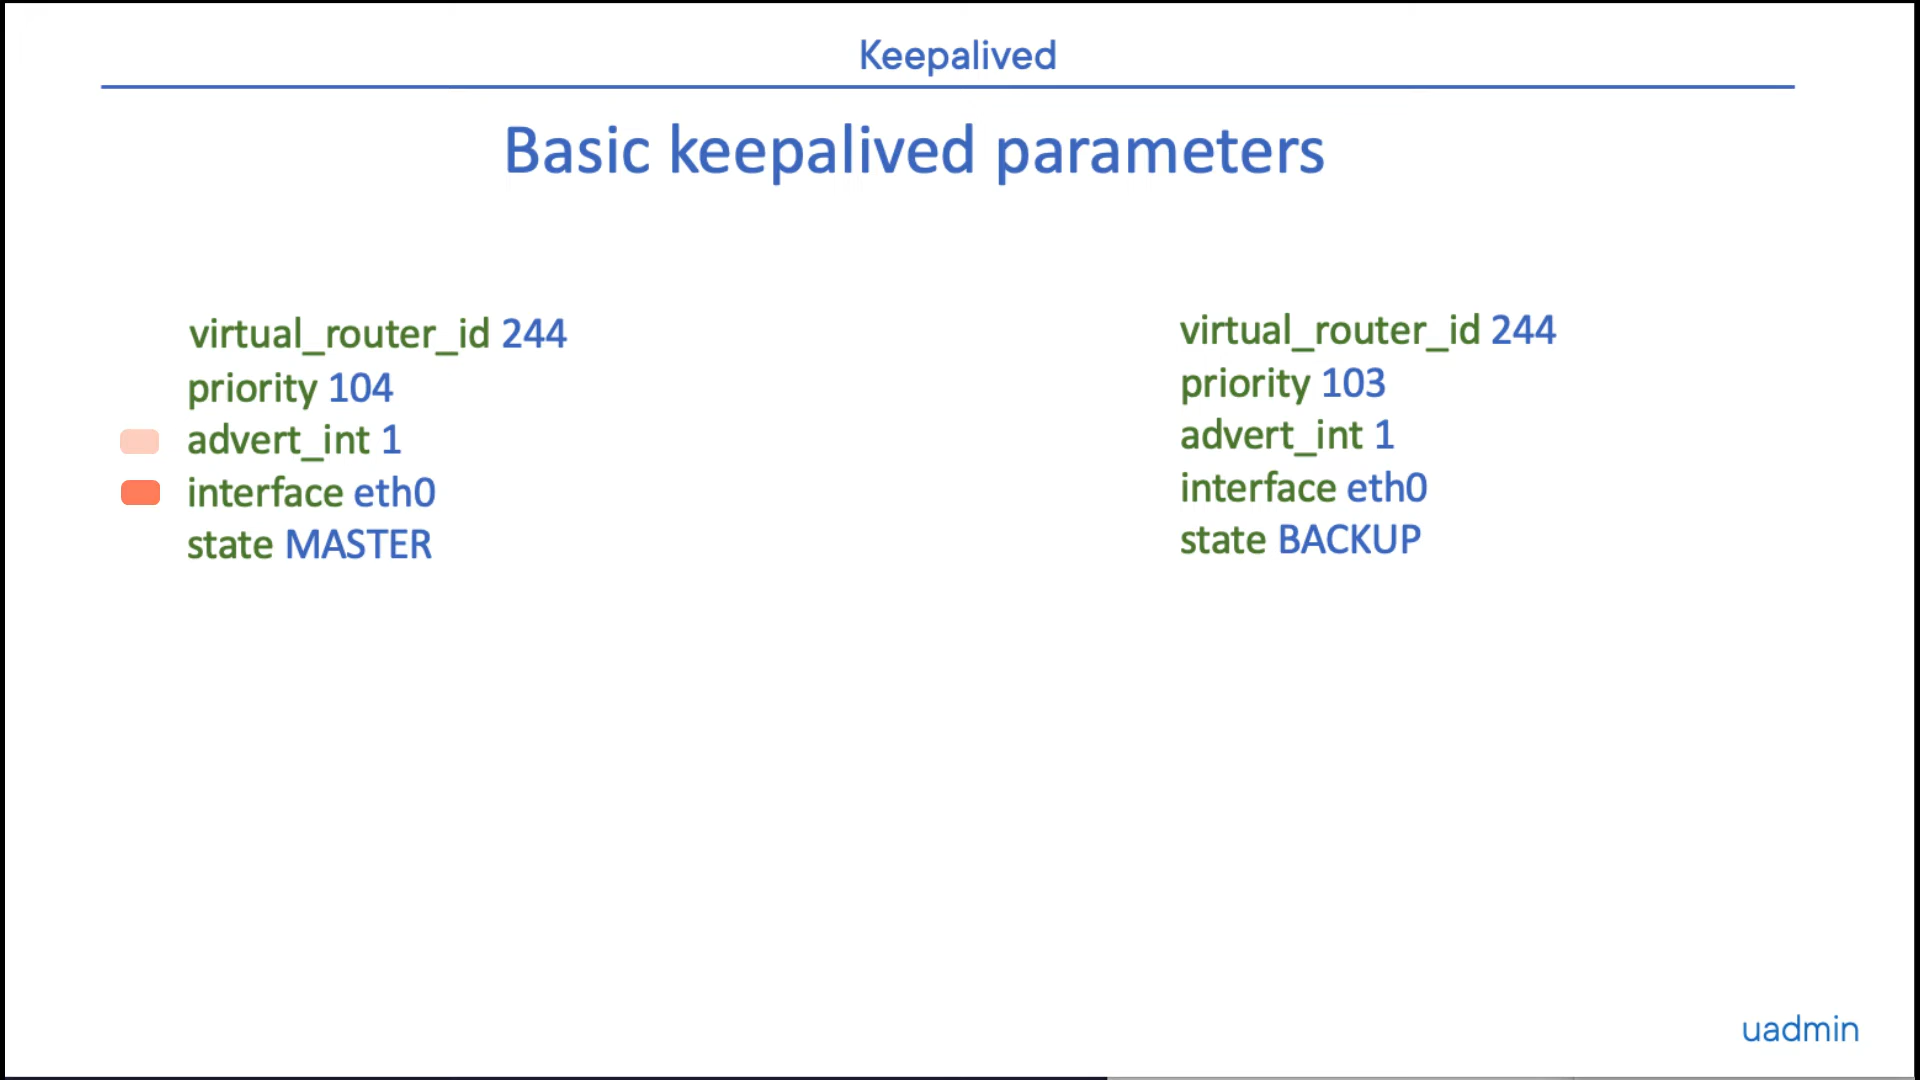 Keepalived
Basic keepalived parameters
virtual_router_id 244
priority 104
advert_int 1
interface eth0
state MASTER
virtual_router_id 244
priority 103
advert_int 1
interface eth0
state BACKUP
uadmin